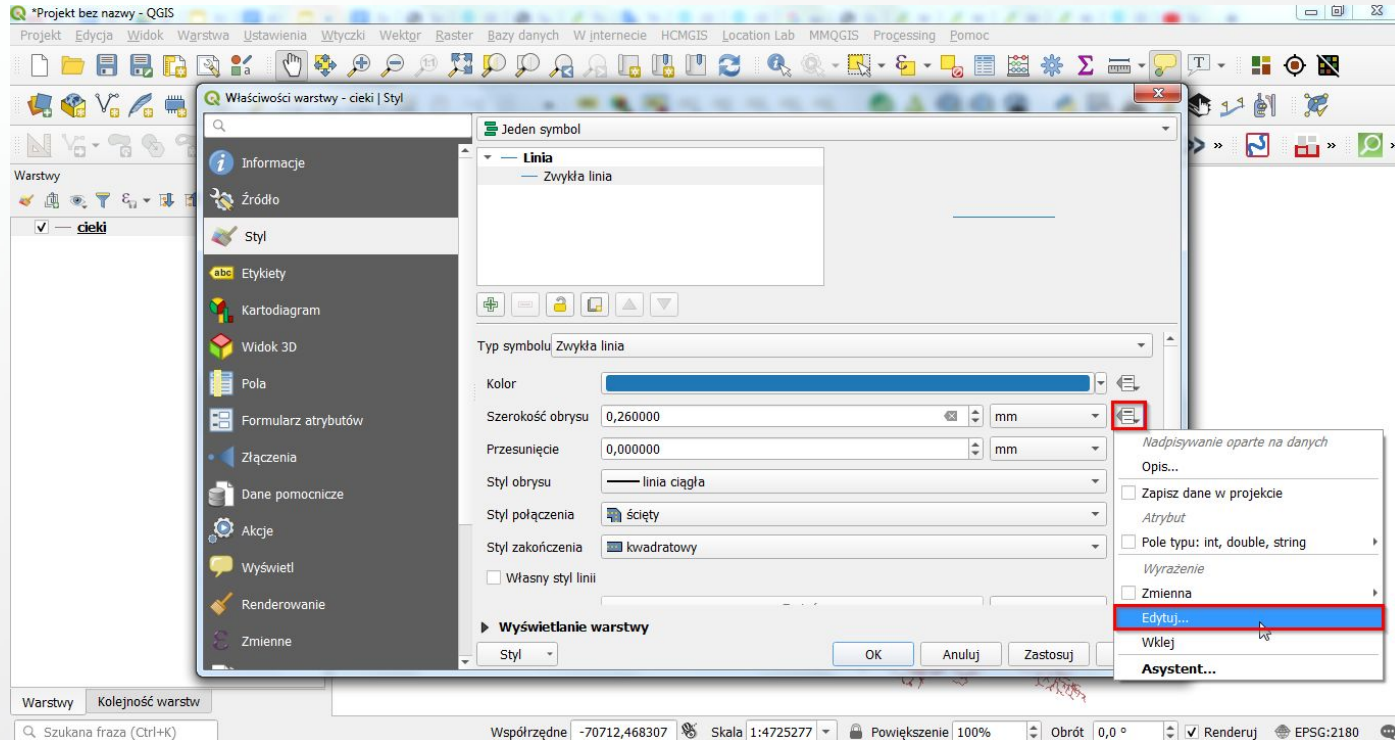 *Projekt bez nazwy - QGIS
Projekt Edycja Widok Warstwa Ustawienia Wtyczki Wektor Raster Bazy danych W internecie HCMGIS Location Lab MMQGIS Processing Pomoc
Właściwości warstwy - cieki | Styl
Jeden symbol
Informacje
Linia
Zwykła linia
Warstwy
Źródło
cieki
Styl
abc Etykiety
Kartodiagram
Typ symbolu Zwykła linia
Widok 3D
Pola
Kolor
Formularz atrybutów
Szerokość obrysu 0,260000 mm
Złączenia
Przesunięcie 0,000000 mm
Nadpisywanie oparte na danych
Opis...
Styl obrysu linia ciągła
Dane pomocnicze
Zapisz dane w projekcie
Styl połączenia ścięty
Atrybut
Akcje
Pole typu: int, double, string
Styl zakończenia kwadratowy
Wyrażenie
Wyświetl
Własny styl linii
Zmienna
Renderowanie
Edytuj...
Wyświetlanie warstwy
Zmienne
Wklej
Styl OK Anuluj Zastosuj
Asystent...
Warstwy Kolejność warstw
Szukana fraza (Ctrl+K) Współrzędne -70712,468307 Skala 1:4725277 Powiększenie 100% Obrót 0,0 ° Renderuj EPSG:2180